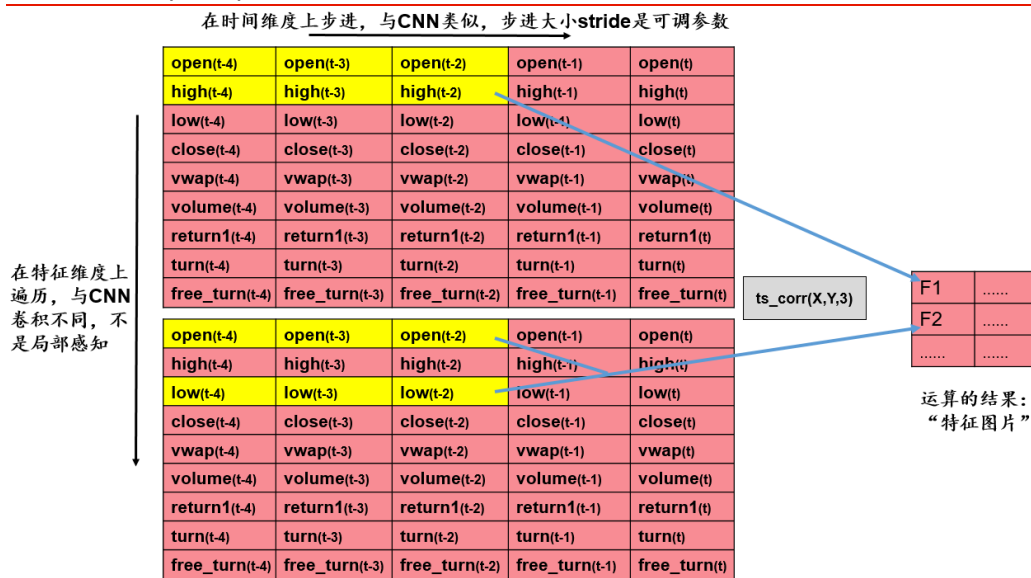 在时间维度上步进，与CNN类似，步进大小stride是可调参数
open(t-4) open(t-3) open(t-2) open(t-1) open(t)
high(t-4) high(t-3) high(t-2) high(t-1) high(t)
low(t-4) low(t-3) low(t-2) low(t-1) low(t)
close(t-4) close(t-3) close(t-2) close(t-1) close(t)
vwap(t-4) vwap(t-3) vwap(t-2) vwap(t-1) vwap(t)
volume(t-4) volume(t-3) volume(t-2) volume(t-1) volume(t)
return1(t-4) return1(t-3) return1(t-2) return1(t-1) return1(t)
turn(t-4) turn(t-3) turn(t-2) turn(t-1) turn(t)
free_turn(t-4) free_turn(t-3) free_turn(t-2) free_turn(t-1) free_turn(t)
在特征维度上
遍历，与CNN
卷积不同，不
是局部感知
ts_corr(X,Y,3)
F1 ......
F2 ......
...... ......
运算的结果：
“特征图片”
open(t-4) open(t-3) open(t-2) open(t-1) open(t)
high(t-4) high(t-3) high(t-2) high(t-1) high(t)
low(t-4) low(t-3) low(t-2) low(t-1) low(t)
close(t-4) close(t-3) close(t-2) close(t-1) close(t)
vwap(t-4) vwap(t-3) vwap(t-2) vwap(t-1) vwap(t)
volume(t-4) volume(t-3) volume(t-2) volume(t-1) volume(t)
return1(t-4) return1(t-3) return1(t-2) return1(t-1) return1(t)
turn(t-4) turn(t-3) turn(t-2) turn(t-1) turn(t)
free_turn(t-4) free_turn(t-3) free_turn(t-2) free_turn(t-1) free_turn(t)